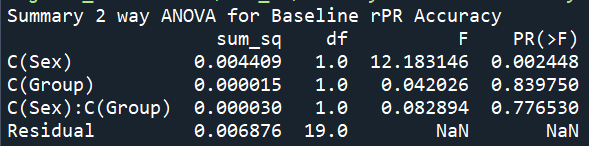 Summary 2 way ANOVA for Baseline rPR Accuracy
sum_sq df F PR(>F)
C(Sex) 0.004409 1.0 12.183146 0.002448
C(Group) 0.000015 1.0 0.042026 0.839750
C(Sex):C(Group) 0.000030 1.0 0.082894 0.776530
Residual 0.006876 19.0 NaN NaN